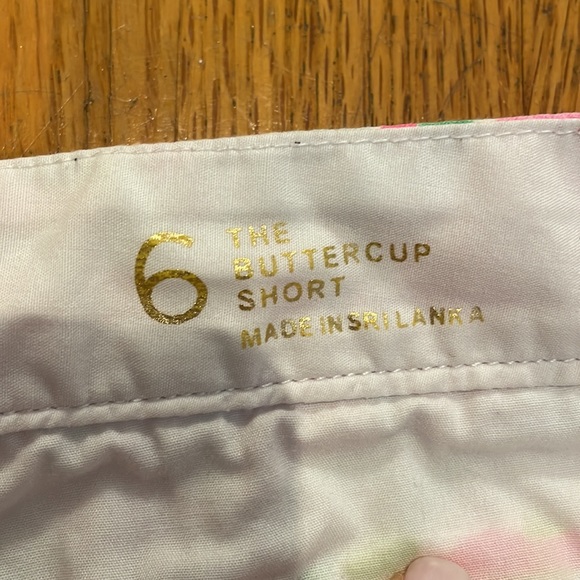 6
THE
BUTTERCUP
SHORT
MADE IN SRI LANKA